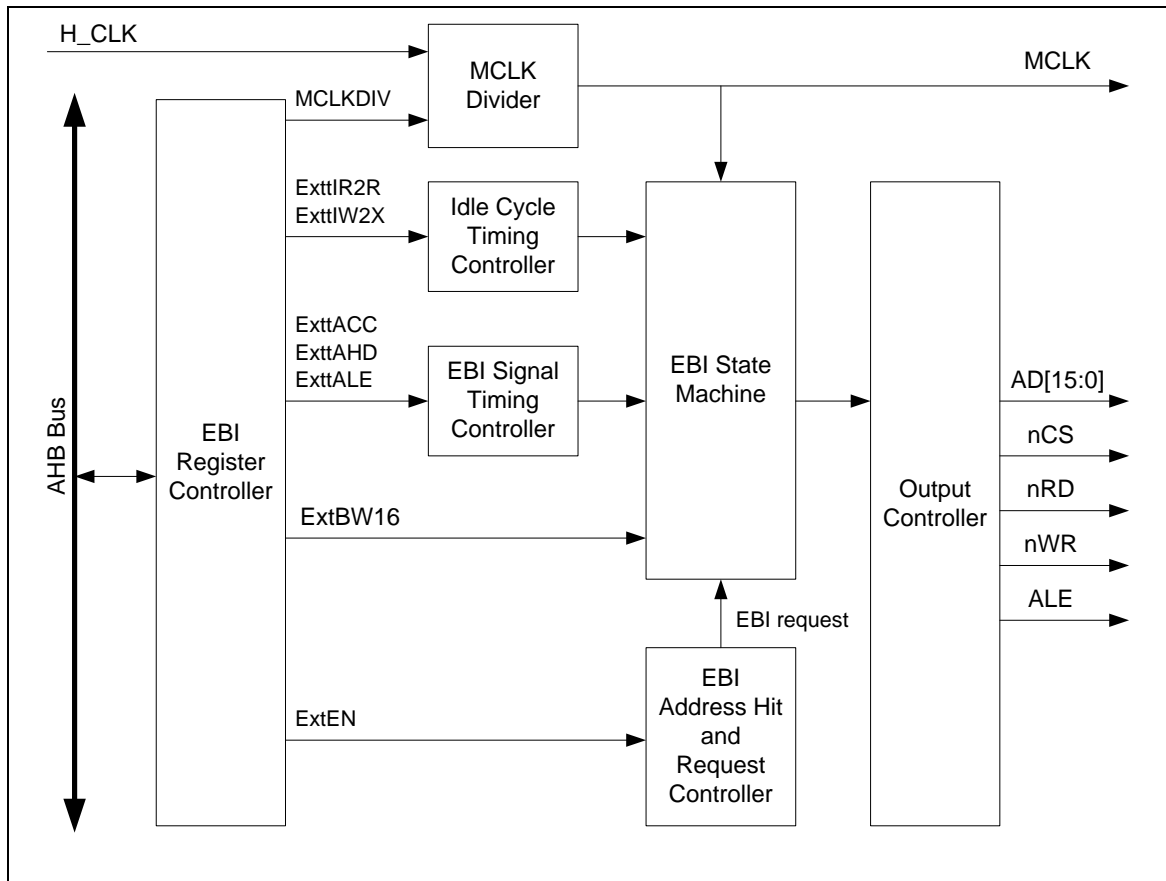 H_CLK
MCLK
Divider
MCLK
MCLKDIV
ExttIR2R
ExttIW2X
Idle Cycle
Timing
Controller
ExttACC
ExttAHD
ExttALE
EBI Signal
Timing
Controller
EBI State
Machine
AD[15:0]
nCS
nRD
nWR
ALE
AHB Bus
EBI
Register
Controller
Output
Controller
ExtBW16
EBI request
ExtEN
EBI
Address Hit
and
Request
Controller